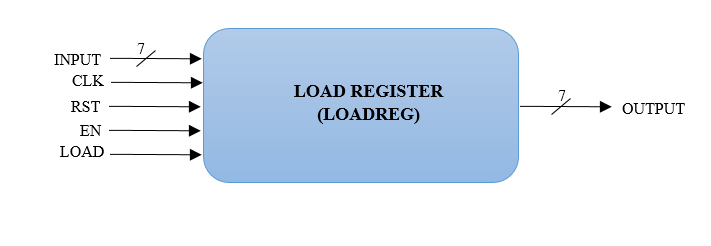 7
INPUT
CLK
RST
EN
LOAD
LOAD REGISTER
(LOADREG)
7
OUTPUT